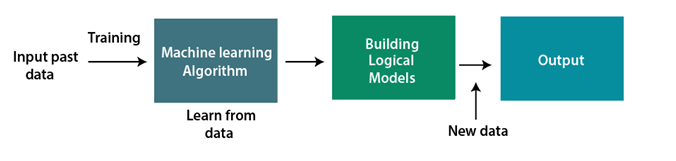 Input past
data
Training
Machine learning
Algorithm
Learn from
data
Building
Logical
Models
New data
Output